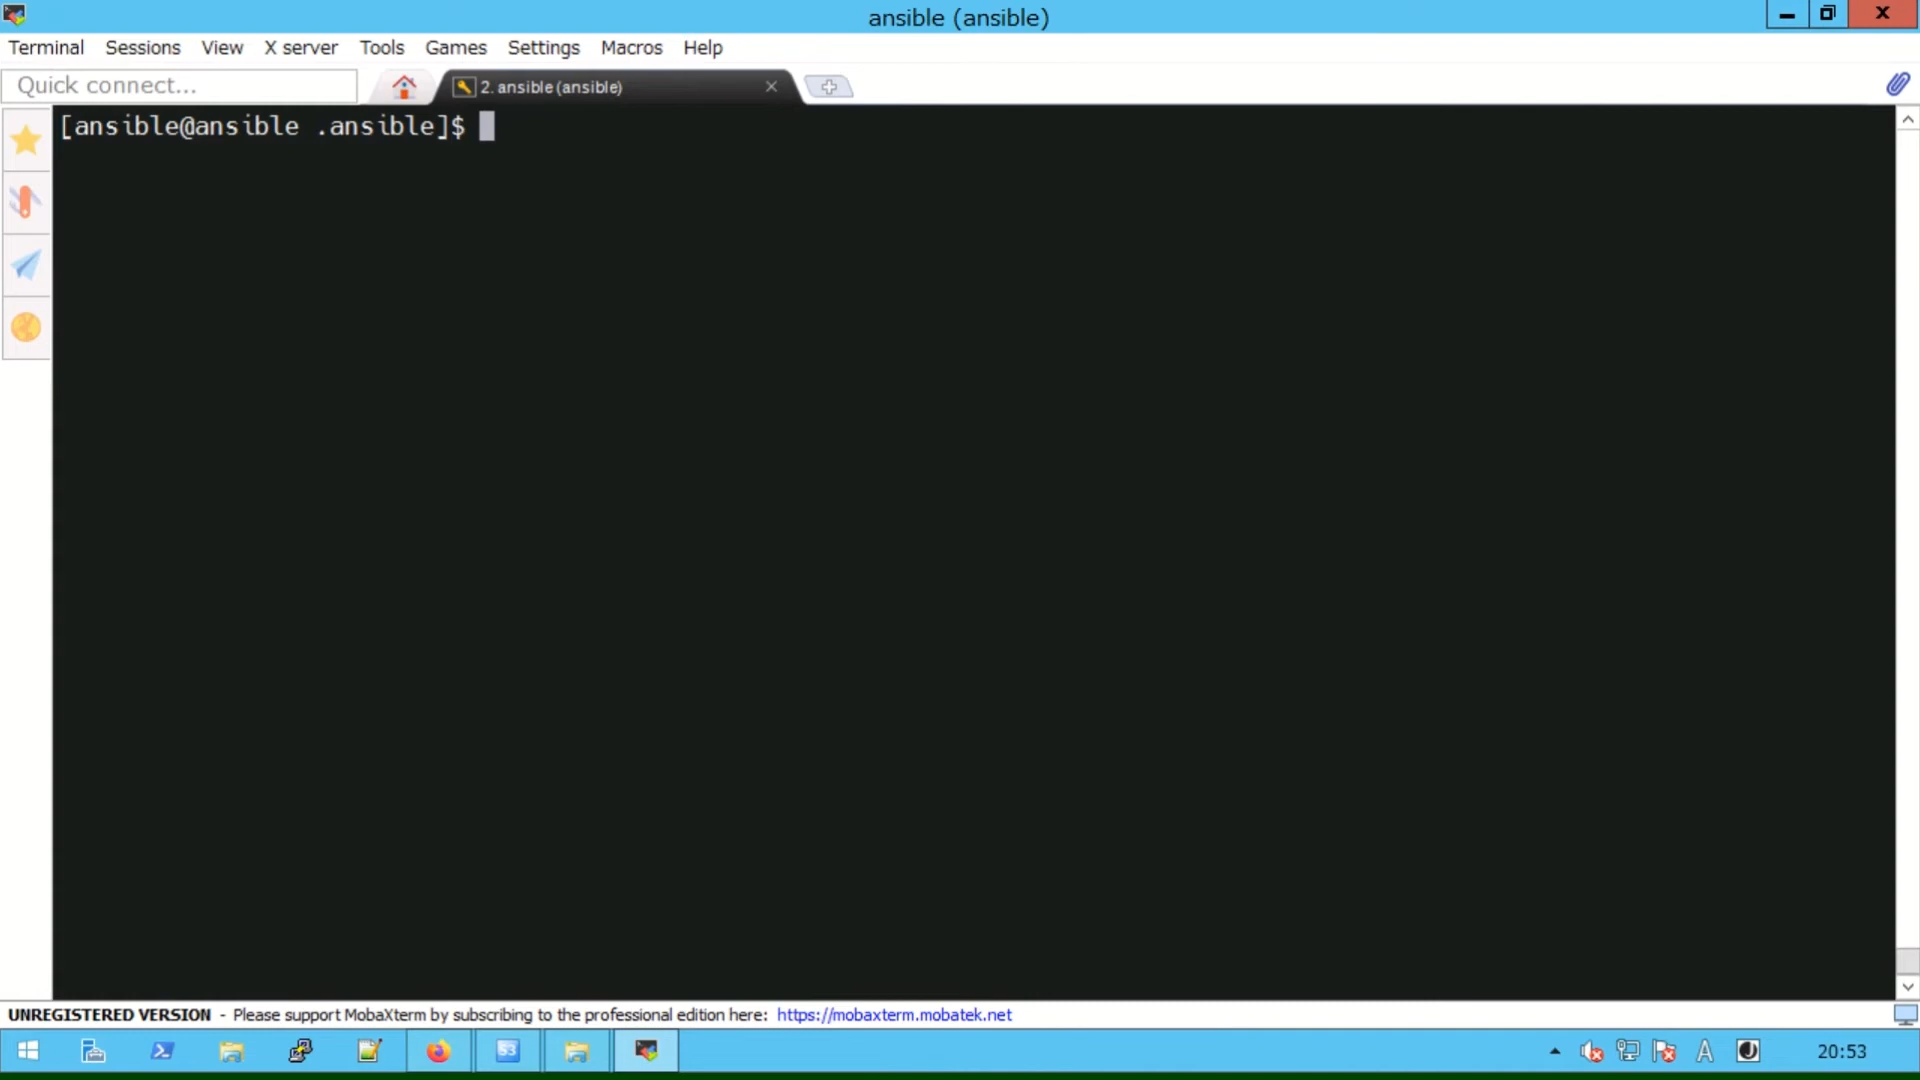 ansible (ansible)
Terminal Sessions View X server Tools Games Settings Macros Help
Quick connect...
2. ansible (ansible)
[ansible@ansible .ansible]$
UNREGISTERED VERSION - Please support MobaXterm by subscribing to the professional edition here: https://mobaxterm.mobatek.net
53
A
20:53